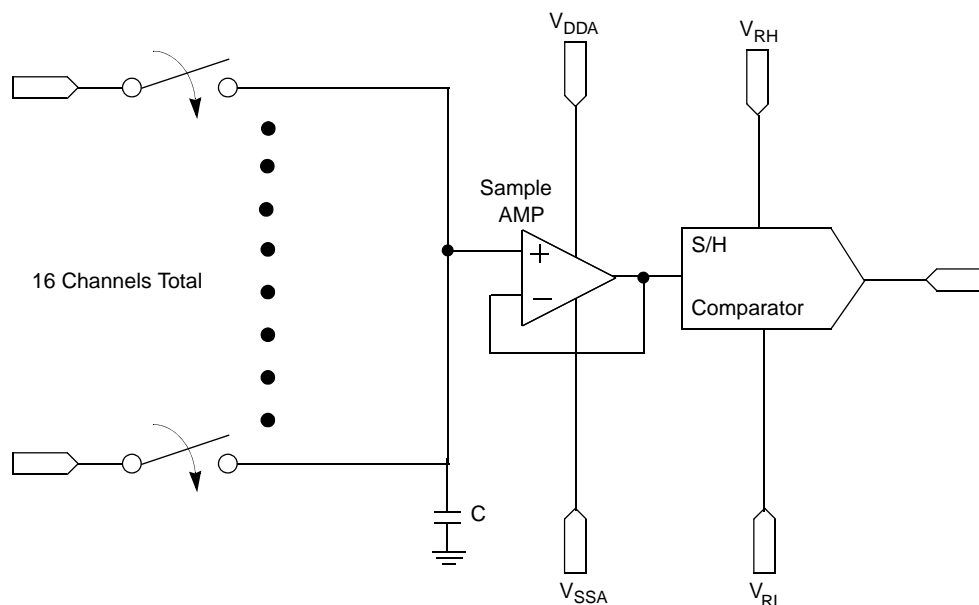 V_DDA
V_RH
Sample
AMP
S/H
16 Channels Total
Comparator
C
V_SSA
V_RL